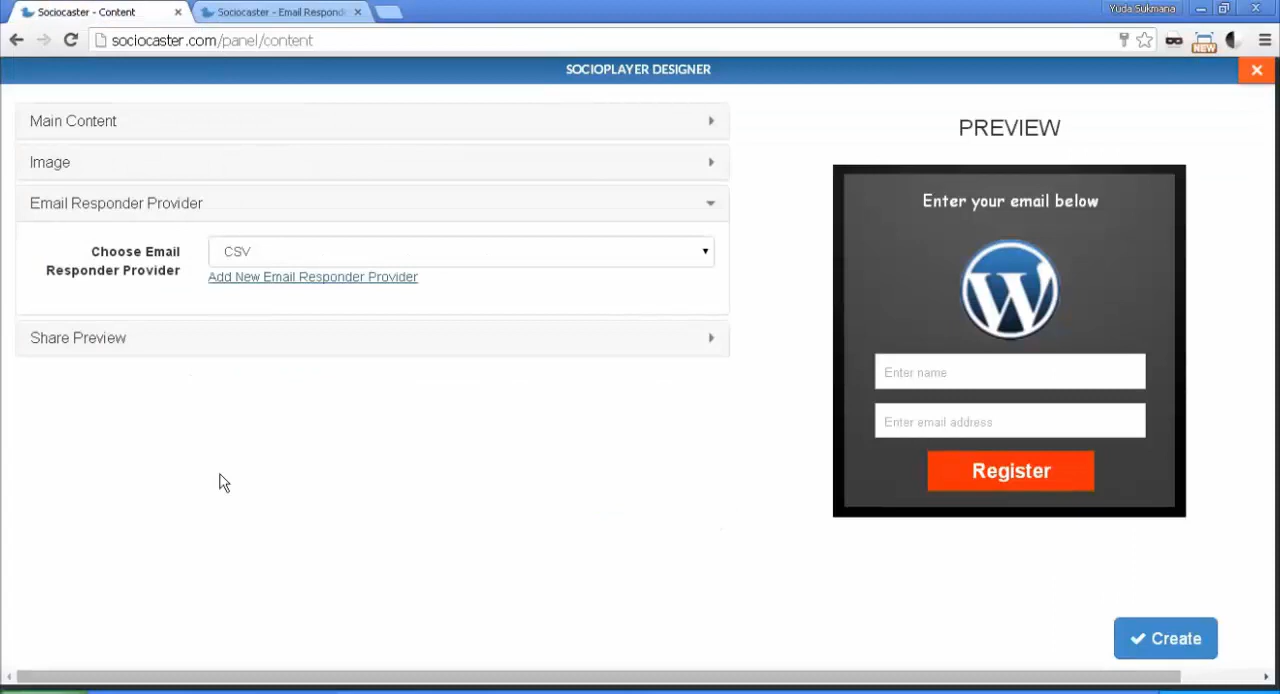 Sociocaster - Content
Sociocaster - Email Respond
Yuda Sukmana
sociocaster.com/panel/content
NEW
SOCIOPLAYER DESIGNER
Main Content
Image
Email Responder Provider
Choose Email
Responder Provider
CSV
Add New Email Responder Provider
Share Preview
PREVIEW
Enter your email below
W
Enter name
Enter email address
Register
Create